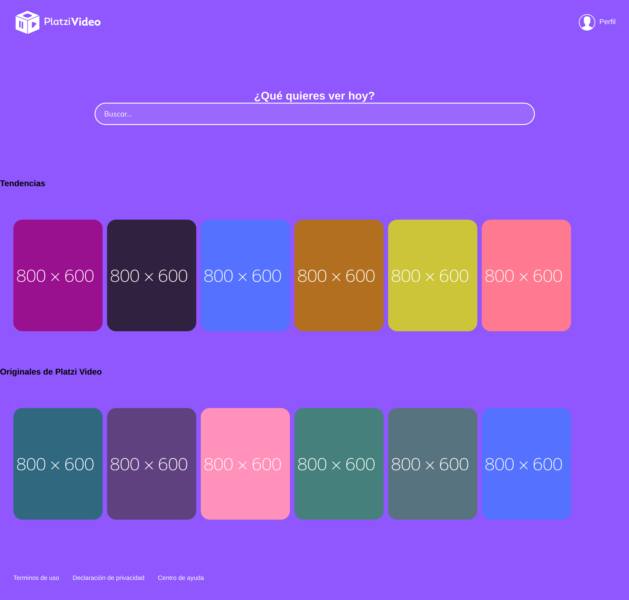 PlatziVideo
Perfil
¿Qué quieres ver hoy?
Buscar...
Tendencias
800 × 600 800 × 600 800 × 600 800 × 600 800 × 600 800 × 600
Originales de Platzi Video
800 × 600 800 × 600 800 × 600 800 × 600 800 × 600 800 × 600
Terminos de uso Declaración de privacidad Centro de ayuda